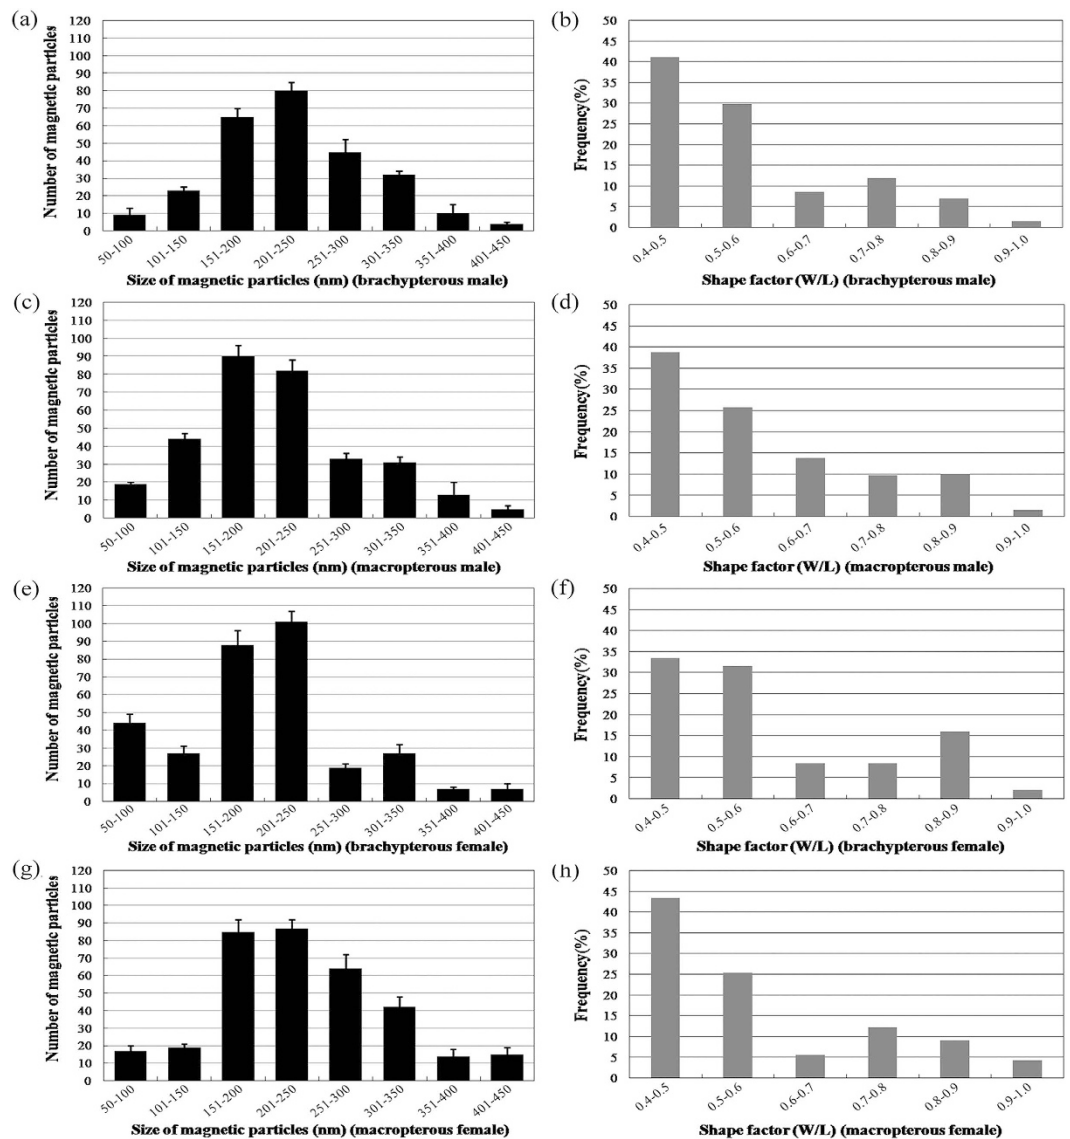 (a)
120
110
100
90
80
70
60
50
40
30
20
10
0
Number of magnetic particles
50-100 101-150 151-200 201-250 251-300 301-350 351-400 401-450
Size of magnetic particles (nm) (brachypterous male)
(b)
50
45
40
35
30
25
20
15
10
5
0
Frequency(%)
0.4-0.5 0.5-0.6 0.6-0.7 0.7-0.8 0.8-0.9 0.9-1.0
Shape factor (W/L) (brachypterous male)
(c)
120
100
80
60
40
20
0
Number of magnetic particles
50-100 101-150 151-200 201-250 251-300 301-350 351-400 401-450
Size of magnetic particles (nm) (macropterous male)
(d)
50
45
40
35
30
25
20
15
10
5
0
Frequency(%)
0.4-0.5 0.5-0.6 0.6-0.7 0.7-0.8 0.8-0.9 0.9-1.0
Shape factor (W/L) (macropterous male)
(e)
120
110
100
90
80
70
60
50
40
30
20
10
0
Number of magnetic particles
50-100 101-150 151-200 201-250 251-300 301-350 351-400 401-450
Size of magnetic particles (nm) (brachypterous female)
(f)
50
45
40
35
30
25
20
15
10
5
0
Frequency(%)
0.4-0.5 0.5-0.6 0.6-0.7 0.7-0.8 0.8-0.9 0.9-1.0
Shape factor (W/L) (brachypterous female)
(g)
120
110
100
90
80
70
60
50
40
30
20
10
0
Number of magnetic particles
50-100 101-150 151-200 201-250 251-300 301-350 351-400 401-450
Size of magnetic particles (nm) (macropterous female)
(h)
50
45
40
35
30
25
20
15
10
5
0
Frequency(%)
0.4-0.5 0.5-0.6 0.6-0.7 0.7-0.8 0.8-0.9 0.9-1.0
Shape factor (W/L) (macropterous female)